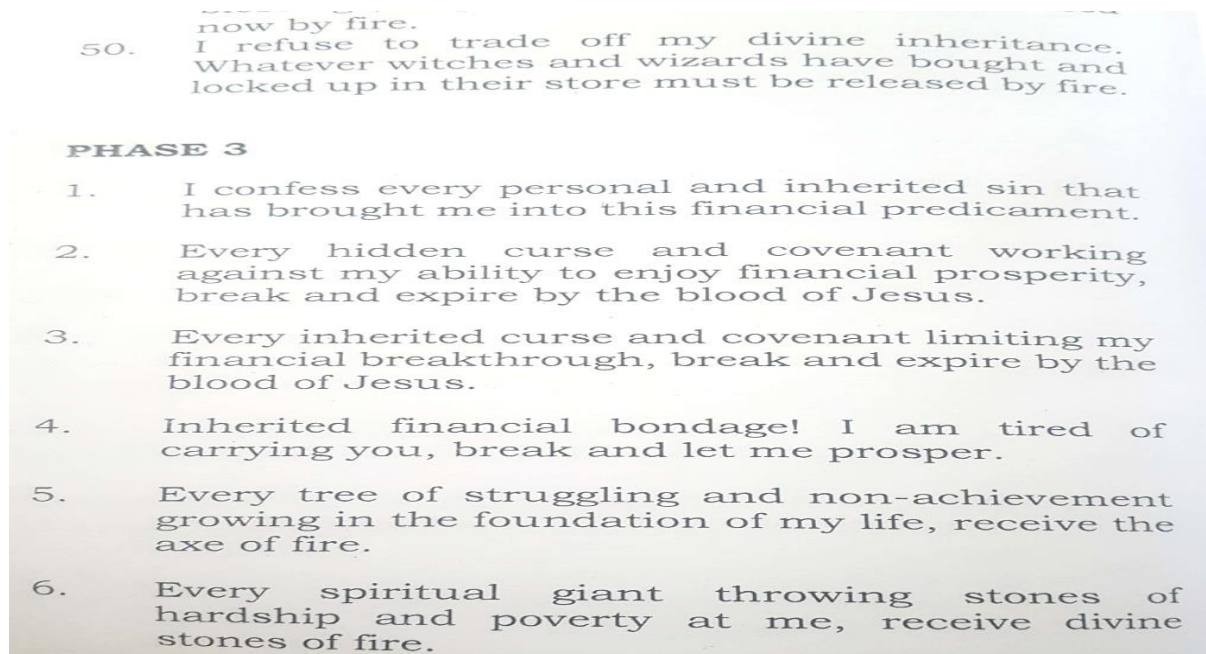 now by fire.
50. I refuse to trade off my divine inheritance.
Whatever witches and wizards have bought and
locked up in their store must be released by fire.
PHASE 3
1. I confess every personal and inherited sin that
has brought me into this financial predicament.
2. Every hidden curse and covenant working
against my ability to enjoy financial prosperity,
break and expire by the blood of Jesus.
3. Every inherited curse and covenant limiting my
financial breakthrough, break and expire by the
blood of Jesus.
4. Inherited financial bondage! I am tired of
carrying you, break and let me prosper.
5. Every tree of struggling and non-achievement
growing in the foundation of my life, receive the
axe of fire.
6. Every spiritual giant throwing stones of
hardship and poverty at me, receive divine
stones of fire.